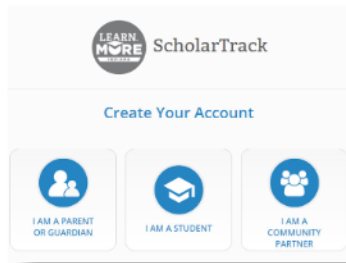 LEARN
MORE
INDIANA
ScholarTrack
Create Your Account
I AM A PARENT
OR GUARDIAN
I AM A STUDENT
I AM A
COMMUNITY
PARTNER